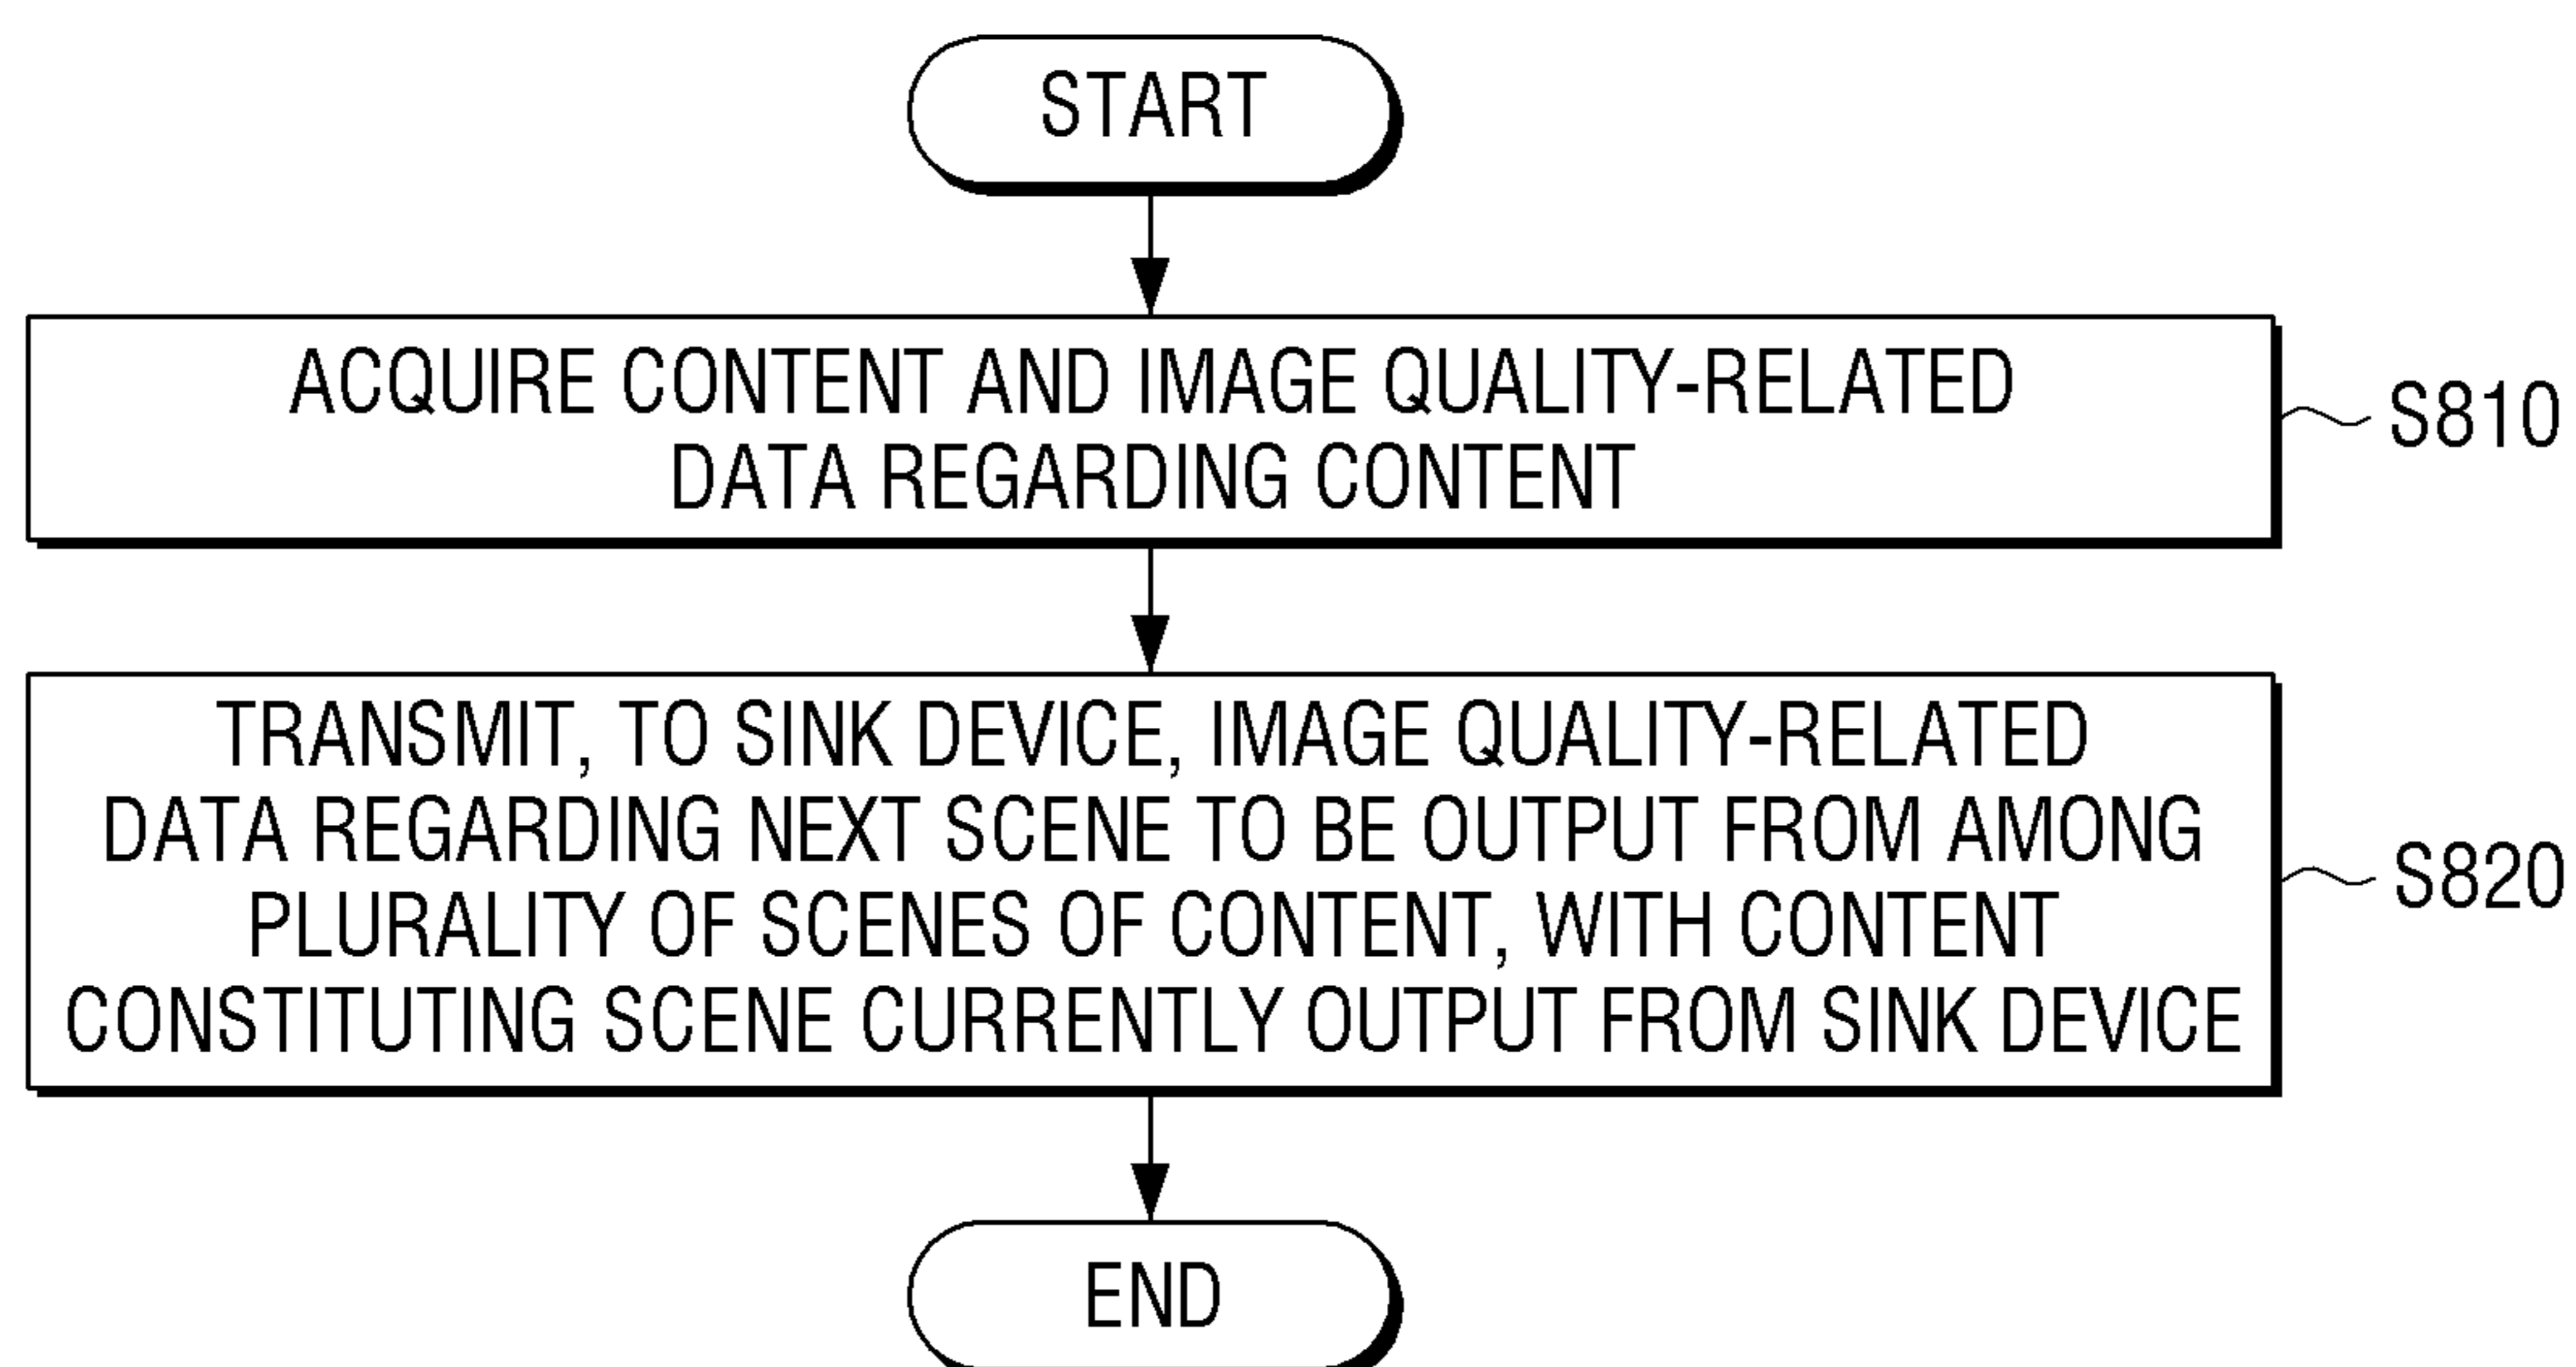 START
ACQUIRE CONTENT AND IMAGE QUALITY-RELATED
DATA REGARDING CONTENT
S810
TRANSMIT, TO SINK DEVICE, IMAGE QUALITY-RELATED
DATA REGARDING NEXT SCENE TO BE OUTPUT FROM AMONG
PLURALITY OF SCENES OF CONTENT, WITH CONTENT
CONSTITUTING SCENE CURRENTLY OUTPUT FROM SINK DEVICE
S820
END